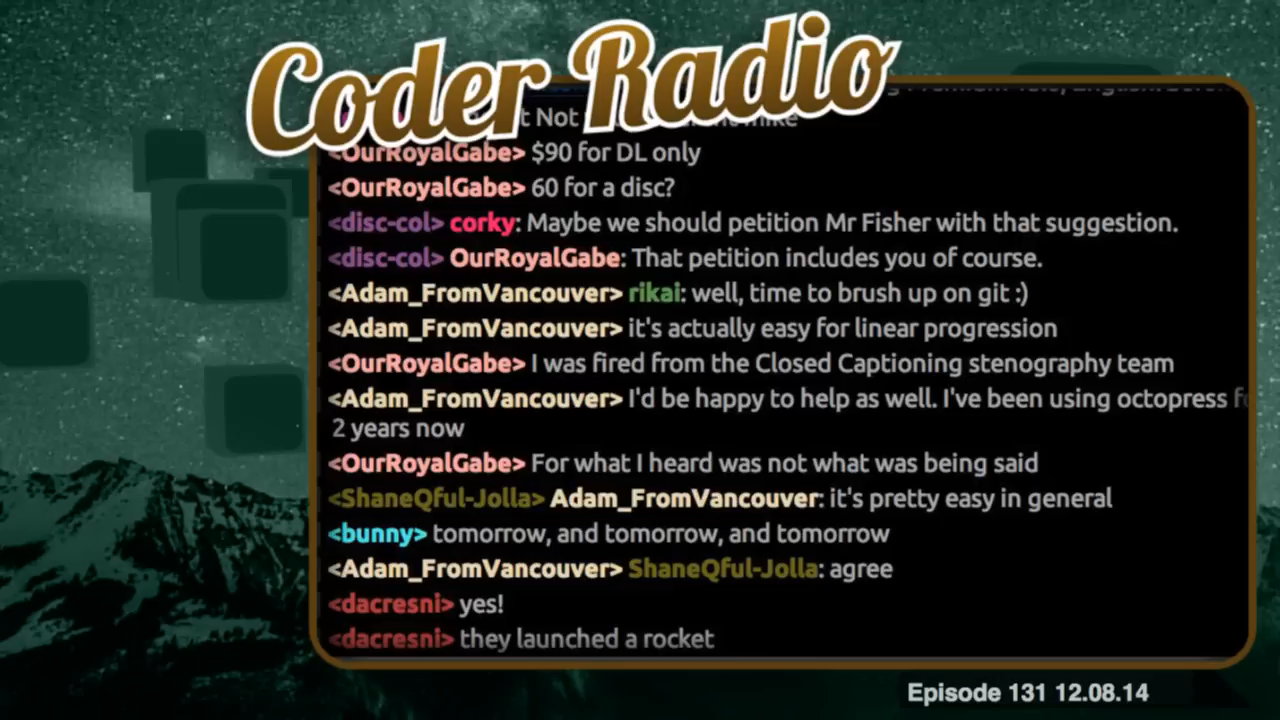 Coder Radio
t Not
<OurRoyalGabe> $90 for DL only
<OurRoyalGabe> 60 for a disc?
<disc-col> corky: Maybe we should petition Mr Fisher with that suggestion.
<disc-col> OurRoyalGabe: That petition includes you of course.
<Adam_FromVancouver> rikai: well, time to brush up on git :)
<Adam_FromVancouver> it's actually easy for linear progression
<OurRoyalGabe> I was fired from the Closed Captioning stenography team
<Adam_FromVancouver> I'd be happy to help as well. I've been using octopress
2 years now
<OurRoyalGabe> For what I heard was not what was being said
<ShaneQful-Jolla> Adam_FromVancouver: it's pretty easy in general
<bunny> tomorrow, and tomorrow, and tomorrow
<Adam_FromVancouver> ShaneQful-Jolla: agree
<dacresni> yes!
<dacresni> they launched a rocket
Episode 131 12.08.14